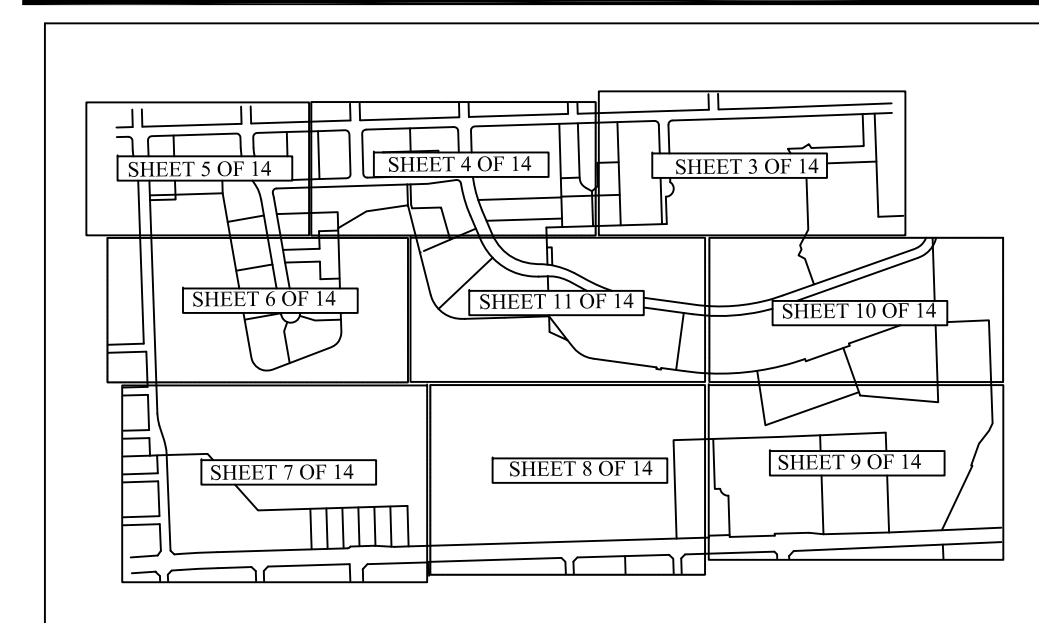 SHEET 5 OF 14
SHEET 4 OF 14
SHEET 3 OF 14
SHEET 6 OF 14
SHEET 11 OF 14
SHEET 10 OF 14
SHEET 7 OF 14
SHEET 8 OF 14
SHEET 9 OF 14